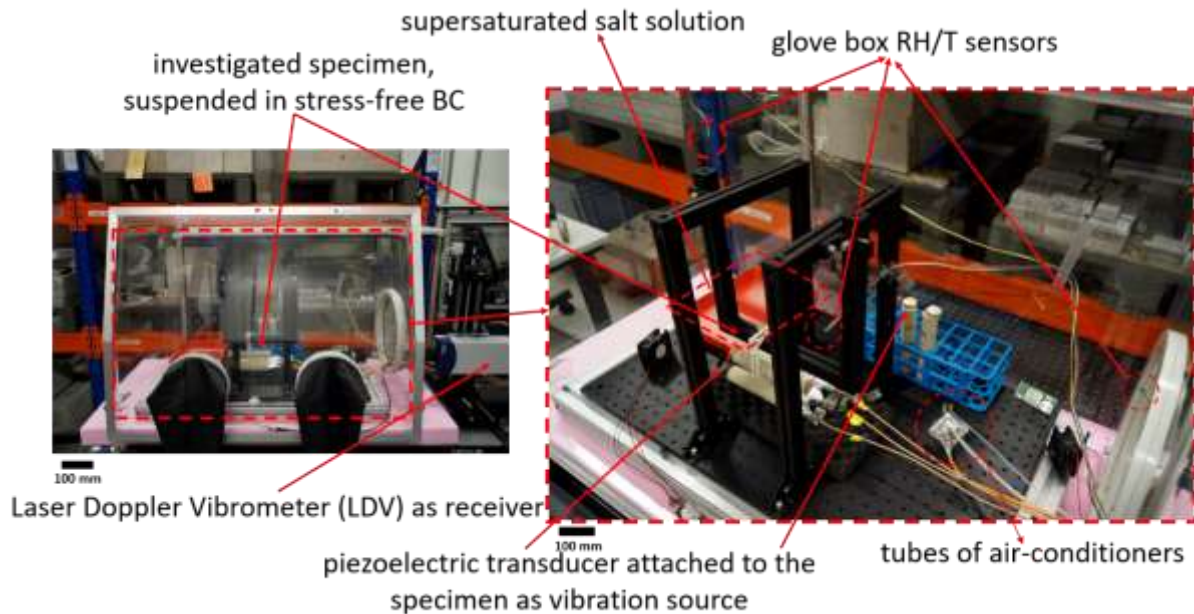 supersaturated salt solution
glove box RH/T sensors
investigated specimen,
suspended in stress-free BC
100 mm
Laser Doppler Vibrometer (LDV) as receiver
100 mm
piezoelectric transducer attached to the
specimen as vibration source
tubes of air-conditioners